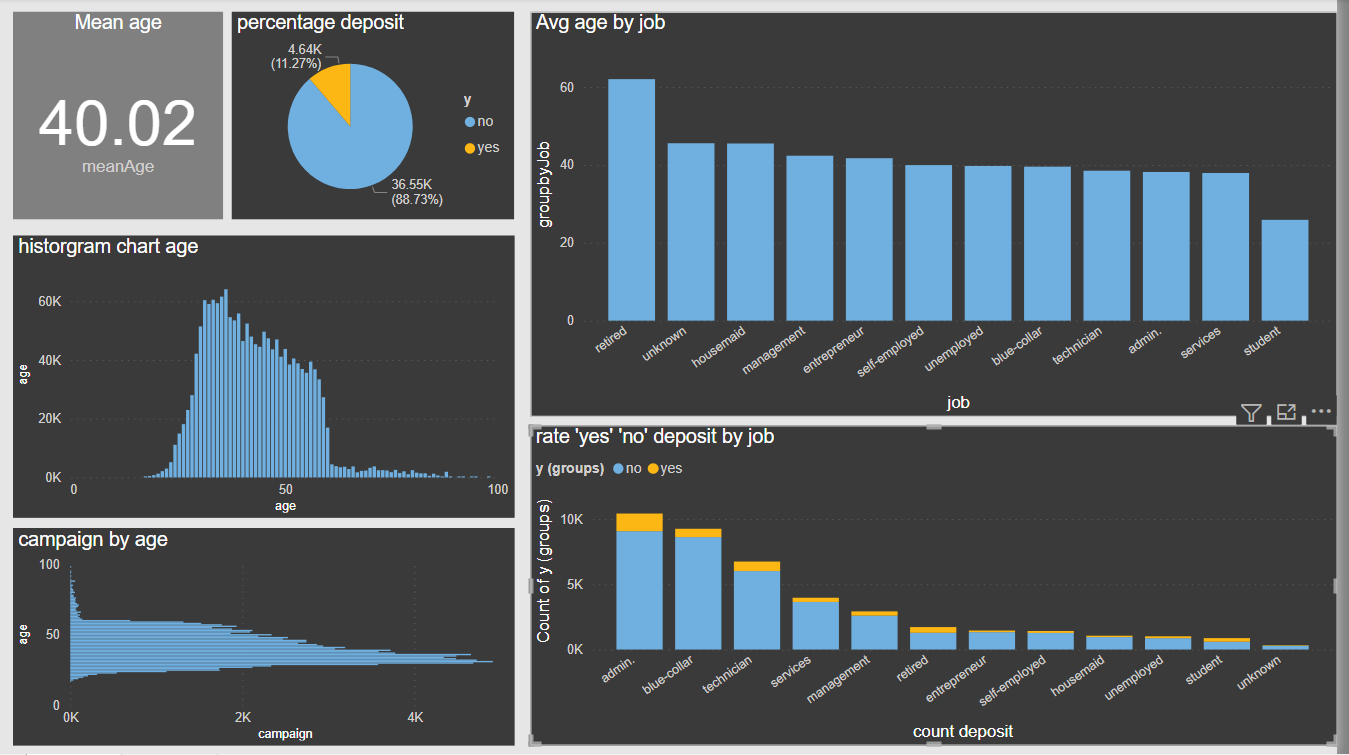 Mean age
40.02
meanAge
percentage deposit
4.64K
(11.27%)
36.55K
(88.73%)
y
no
yes
Avg age by job
groupbyJob
60
40
20
0
retired
unknown
housemaid
management
entrepreneur
self-employed
unemployed
blue-collar
technician
admin.
services
student
job
historgram chart age
age
60K
40K
20K
0K
0
50
100
age
campaign by age
age
100
50
0
0K
2K
4K
campaign
rate 'yes' 'no' deposit by job
y (groups) no yes
Count of y (groups)
10K
5K
0K
admin.
blue-collar
technician
services
management
retired
entrepreneur
self-employed
housemaid
unemployed
student
unknown
count deposit